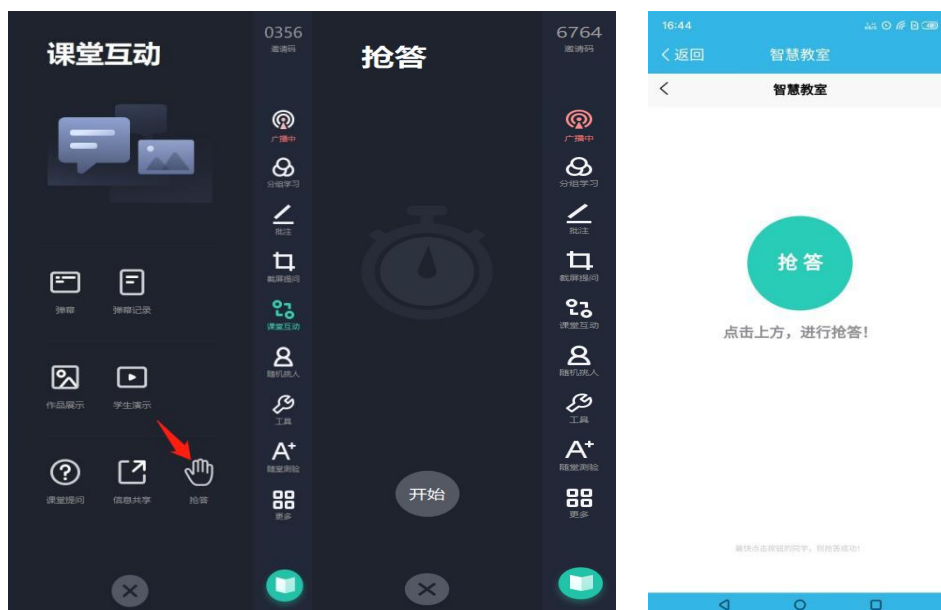 课堂互动
弹幕
弹幕记录
作品展示
学生演示
课堂提问
信息共享
抢答
0356
邀请码
广播中
分组学习
批注
截屏提问
课堂互动
随机挑人
工具
A+
随堂测验
更多
抢答
开始
6764
邀请码
广播中
分组学习
批注
截屏提问
课堂互动
随机挑人
工具
A+
随堂测验
更多
16:44
返回
智慧教室
智慧教室
抢答
点击上方，进行抢答！
最快点击按钮的同学，则抢答成功！